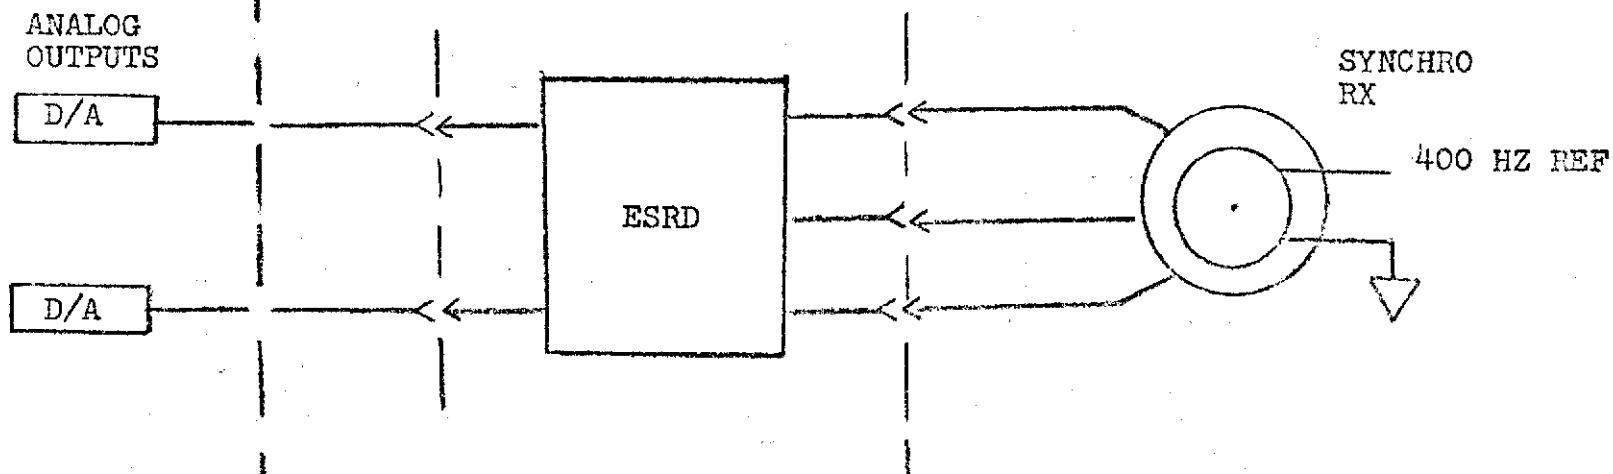 ANALOG
OUTPUTS
D/A
D/A
ESRD
SYNCHRO
RX
400 HZ REF